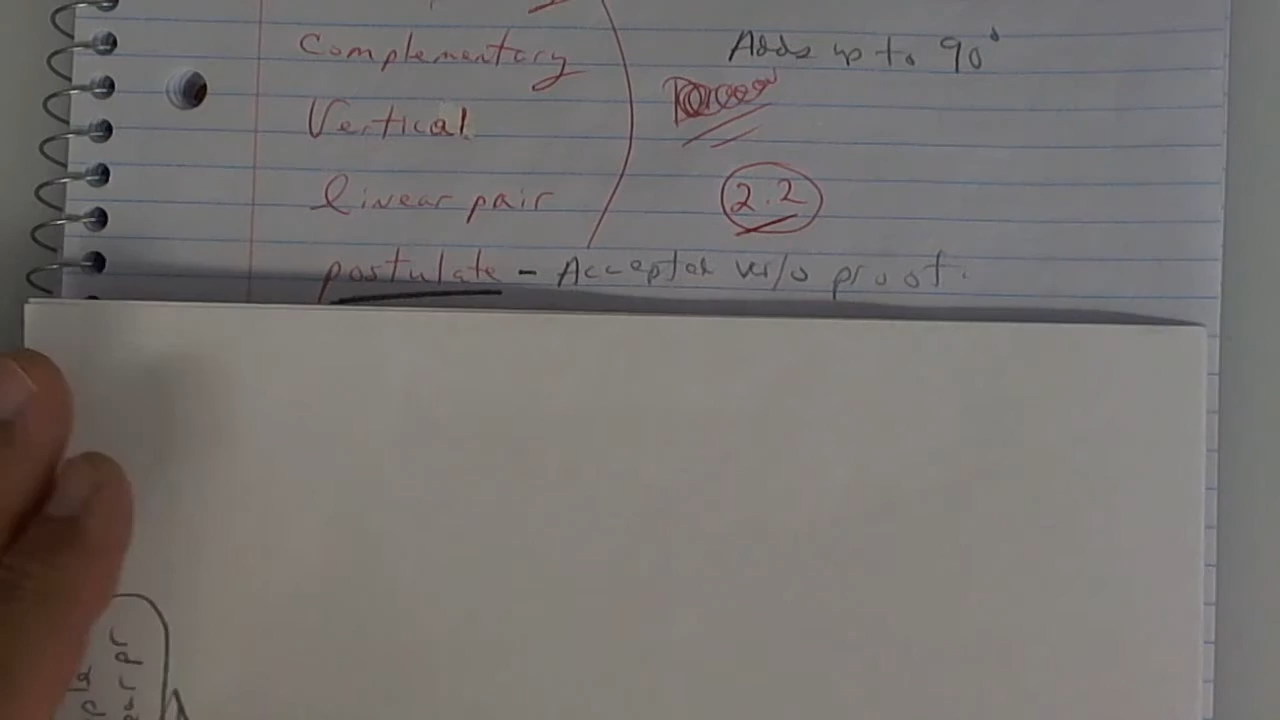 Complementary
Adds up to 90°
Vertical
linear pair
2.2
postulate - Accepted w/o proof.